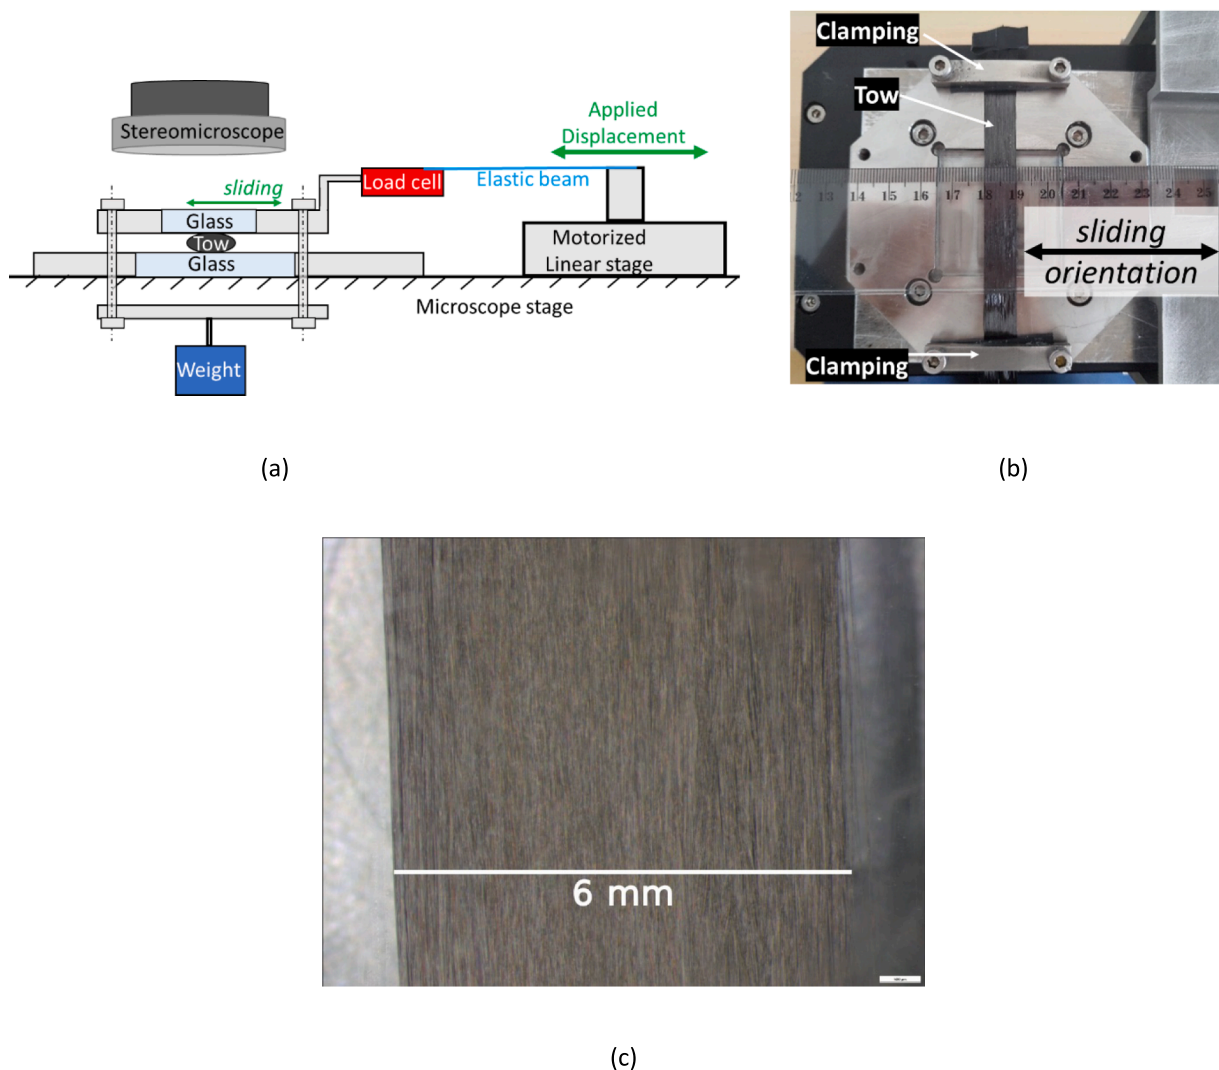 Stereomicroscope
Applied
Displacement
sliding
Load cell
Elastic beam
Glass
Tow
Glass
Motorized
Linear stage
Microscope stage
Weight
(a)
Clamping
Tow
13 14 15 16 17 18 19 20 21 22 23 24 25
sliding
orientation
Clamping
(b)
6 mm
(c)